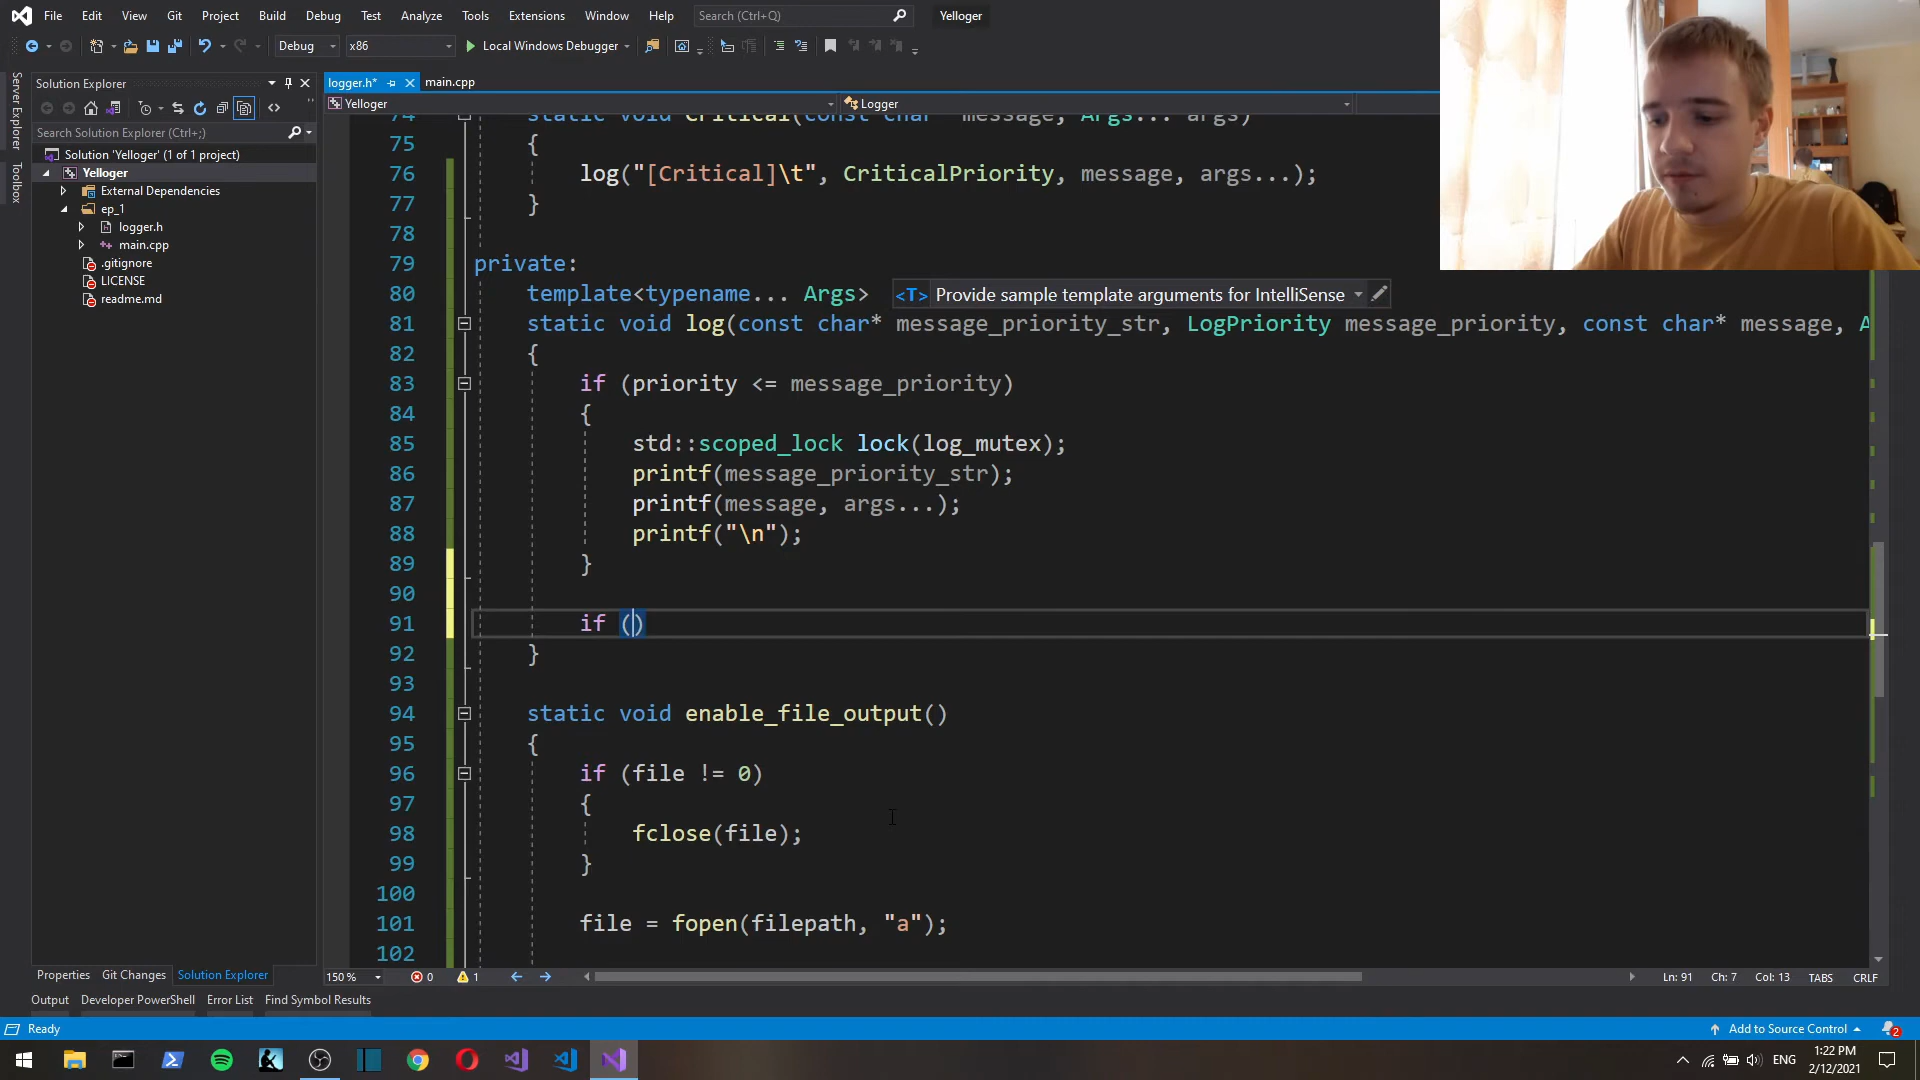 File Edit View Git Project Build Debug Test Analyze Tools Extensions Window Help Search (Ctrl+Q) Yelloger
Debug x86 Local Windows Debugger
Server Explorer
Toolbox
Solution Explorer
Search Solution Explorer (Ctrl+;)
Solution 'Yelloger' (1 of 1 project)
Yelloger
External Dependencies
ep_1
logger.h
main.cpp
.gitignore
LICENSE
readme.md
Properties Git Changes Solution Explorer
logger.h* main.cpp
Yelloger Logger
74 static void Critical(const char* message, Args... args)
75 {
76 log("[Critical]\t", CriticalPriority, message, args...);
77 }
78
79 private:
80 template<typename... Args> <T> Provide sample template arguments for IntelliSense
81 static void log(const char* message_priority_str, LogPriority message_priority, const char* message, A
82 {
83 if (priority <= message_priority)
84 {
85 std::scoped_lock lock(log_mutex);
86 printf(message_priority_str);
87 printf(message, args...);
88 printf("\n");
89 }
90
91 if ()
92 }
93
94 static void enable_file_output()
95 {
96 if (file != 0)
97 {
98 fclose(file);
99 }
100
101 file = fopen(filepath, "a");
102
150 % 0 1 Ln: 91 Ch: 7 Col: 13 TABS CRLF
Output Developer PowerShell Error List Find Symbol Results
Ready Add to Source Control 2
ENG 1:22 PM
2/12/2021